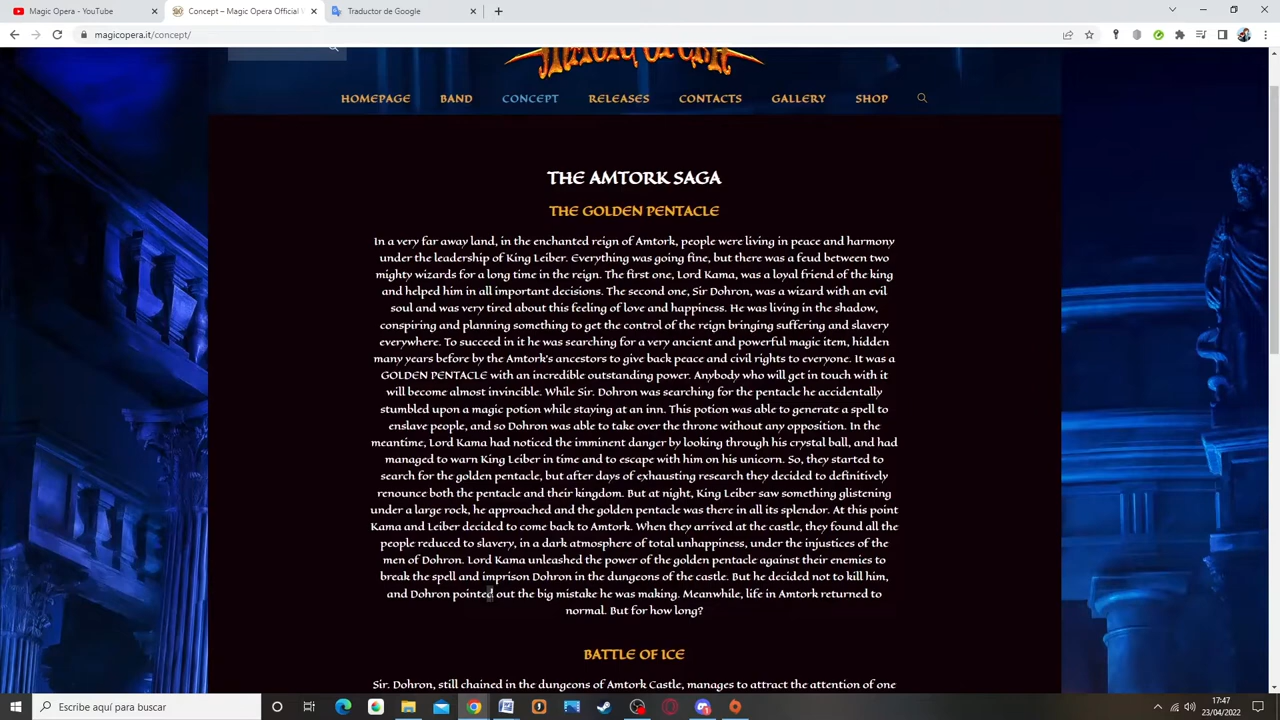 Magic Opera - YouTube
Concept – Magic Opera Official W
Traductor de Google
magicopera.it/concept/
HOMEPAGE BAND CONCEPT RELEASES CONTACTS GALLERY SHOP
THE AMTORK SAGA
THE GOLDEN PENTACLE
In a very far away land, in the enchanted reign of Amtork, people were living in peace and harmony
under the leadership of King Leiber. Everything was going fine, but there was a feud between two
mighty wizards for a long time in the reign. The first one, Lord Kama, was a loyal friend of the king
and helped him in all important decisions. The second one, Sir Dohron, was a wizard with an evil
soul and was very tired about this feeling of love and happiness. He was living in the shadow,
conspiring and planning something to get the control of the reign bringing suffering and slavery
everywhere. To succeed in it he was searching for a very ancient and powerful magic item, hidden
many years before by the Amtork's ancestors to give back peace and civil rights to everyone. It was a
GOLDEN PENTACLE with an incredible outstanding power. Anybody who will get in touch with it
will become almost invincible. While Sir. Dohron was searching for the pentacle he accidentally
stumbled upon a magic potion while staying at an inn. This potion was able to generate a spell to
enslave people, and so Dohron was able to take over the throne without any opposition. In the
meantime, Lord Kama had noticed the imminent danger by looking through his crystal ball, and had
managed to warn King Leiber in time and to escape with him on his unicorn. So, they started to
search for the golden pentacle, but after days of exhausting research they decided to definitively
renounce both the pentacle and their kingdom. But at night, King Leiber saw something glistening
under a large rock, he approached and the golden pentacle was there in all its splendor. At this point
Kama and Leiber decided to come back to Amtork. When they arrived at the castle, they found all the
people reduced to slavery, in a dark atmosphere of total unhappiness, under the injustices of the
men of Dohron. Lord Kama unleashed the power of the golden pentacle against their enemies to
break the spell and imprison Dohron in the dungeons of the castle. But he decided not to kill him,
and Dohron pointed out the big mistake he was making. Meanwhile, life in Amtork returned to
normal. But for how long?
BATTLE OF ICE
Sir. Dohron, still chained in the dungeons of Amtork Castle, manages to attract the attention of one
Escribe aquí para buscar
17:47
23/04/2022